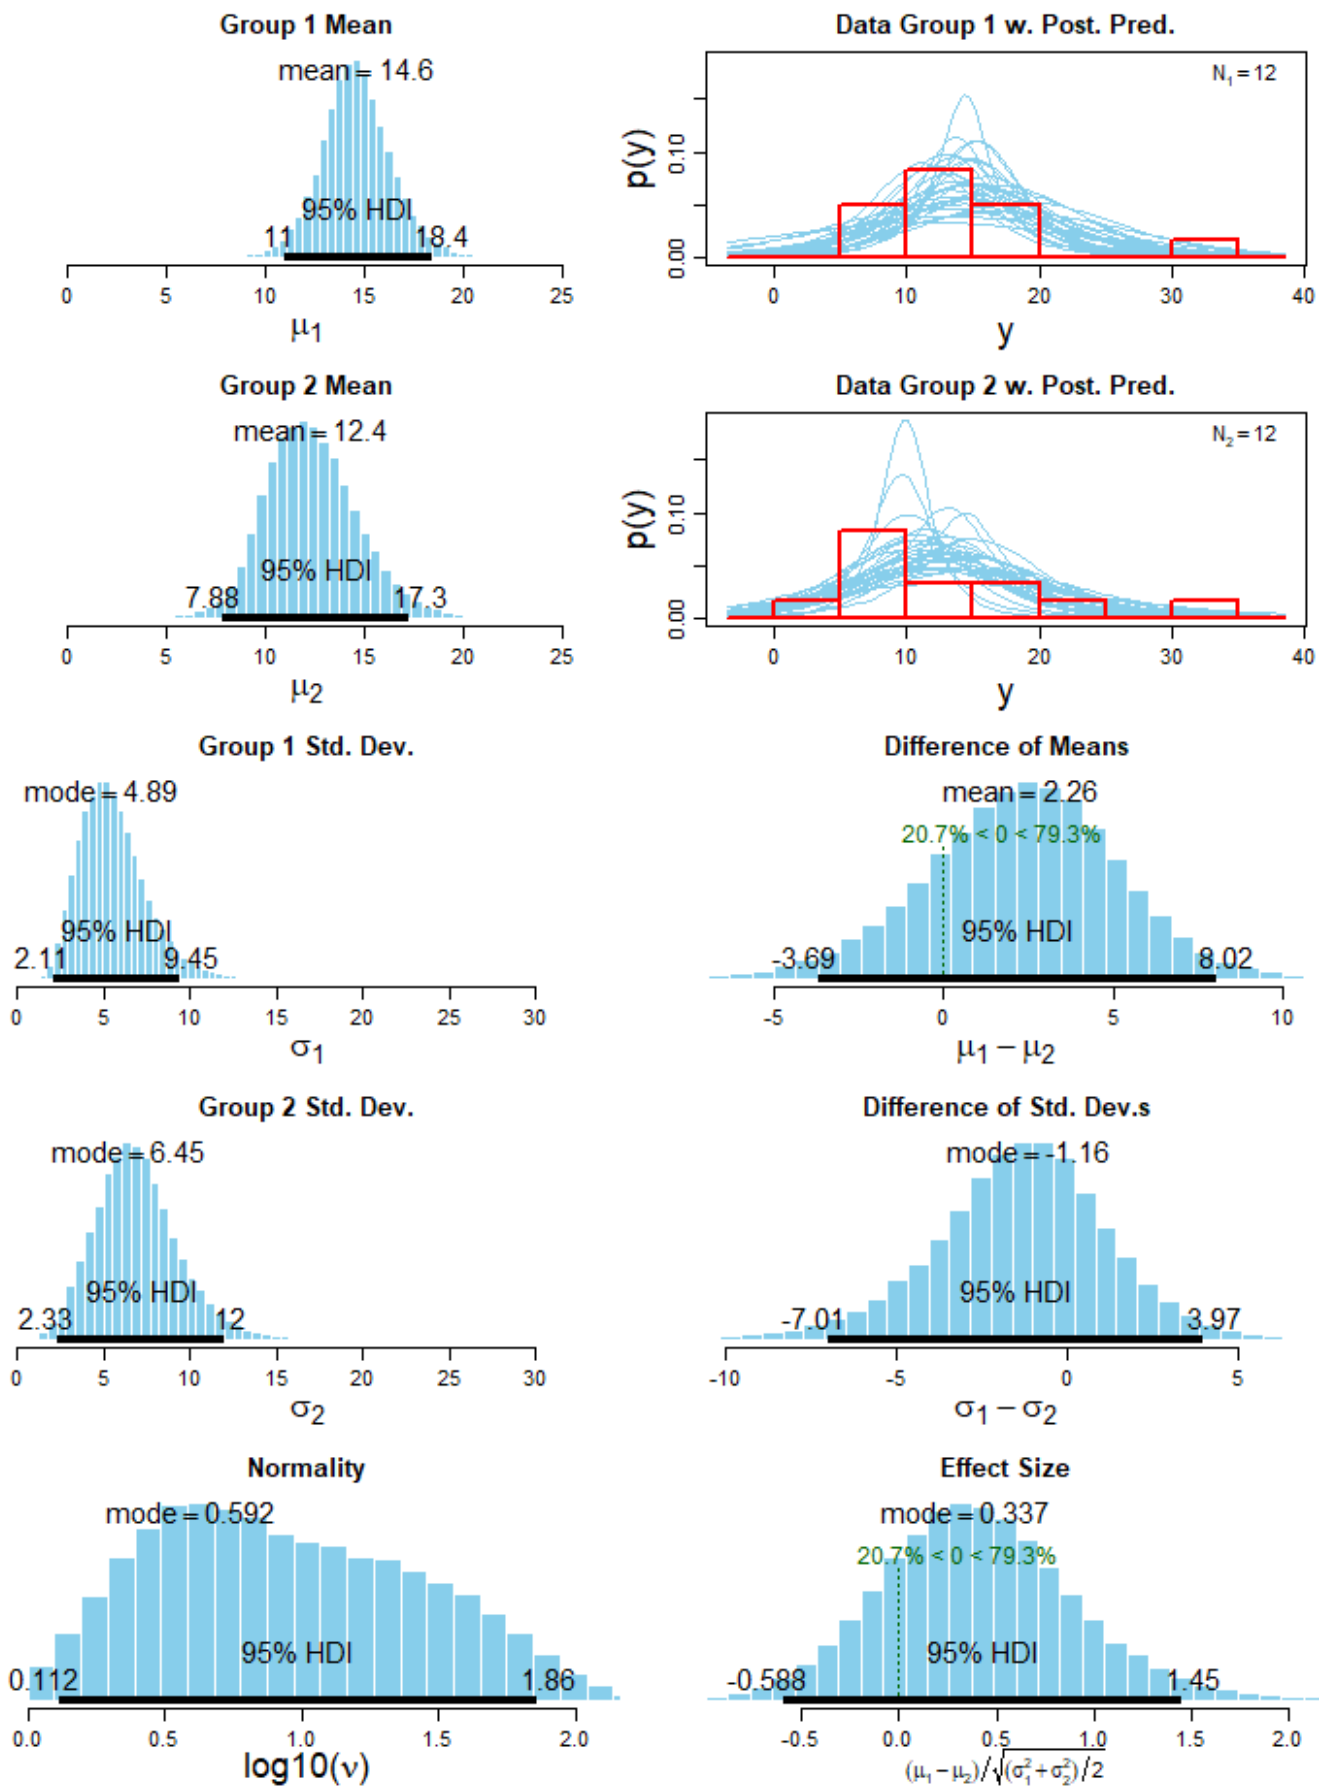 Group 1 Mean
mean = 14.6
95% HDI
11 18.4
0 5 10 15 20 25
μ1
Data Group 1 w. Post. Pred.
N1 = 12
p(y)
0.00 0.10
0 10 20 30 40
y
Group 2 Mean
mean = 12.4
95% HDI
7.88 17.3
0 5 10 15 20 25
μ2
Data Group 2 w. Post. Pred.
N2 = 12
p(y)
0.00 0.10
0 10 20 30 40
y
Group 1 Std. Dev.
mode = 4.89
95% HDI
2.11 9.45
0 5 10 15 20 25 30
σ1
Difference of Means
mean = 2.26
20.7% < 0 < 79.3%
95% HDI
-3.69 8.02
-5 0 5 10
μ1 − μ2
Group 2 Std. Dev.
mode = 6.45
95% HDI
2.33 12
0 5 10 15 20 25 30
σ2
Difference of Std. Dev.s
mode = -1.16
95% HDI
-7.01 3.97
-10 -5 0 5
σ1 − σ2
Normality
mode = 0.592
95% HDI
0.112 1.86
0.0 0.5 1.0 1.5 2.0
log10(ν)
Effect Size
mode = 0.337
20.7% < 0 < 79.3%
95% HDI
-0.588 1.45
-0.5 0.0 0.5 1.0 1.5 2.0
(μ1 − μ2)/√(σ1² + σ2²)/2